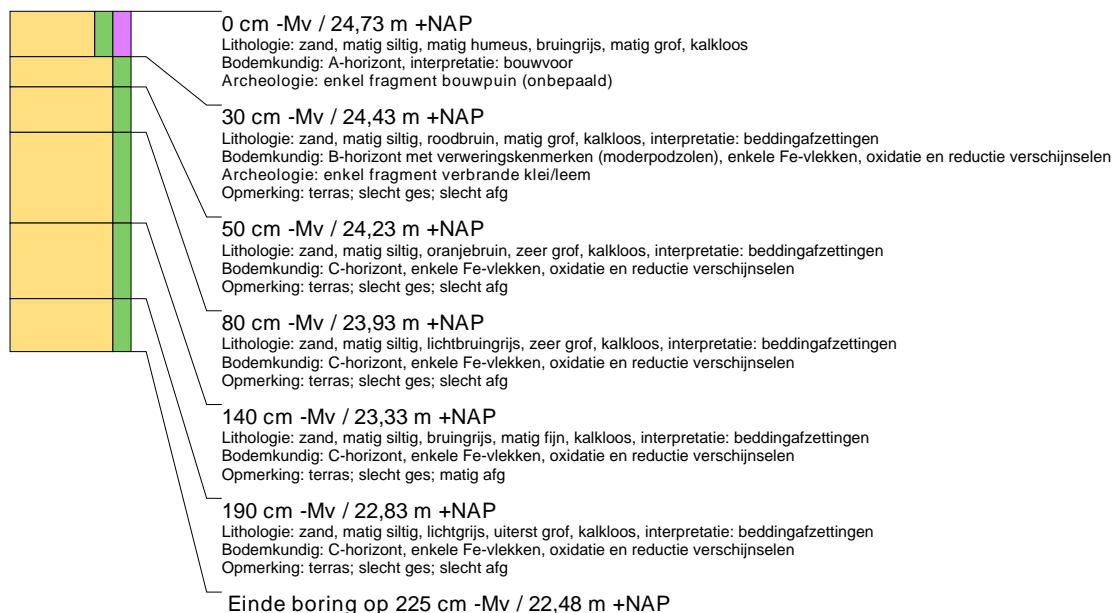 0 cm -Mv / 24,73 m +NAP
Lithologie: zand, matig siltig, matig humeus, bruingrijs, matig grof, kalkloos
Bodemkundig: A-horizont, interpretatie: bouwvoor
Archeologie: enkel fragment bouwpuin (onbepaald)
30 cm -Mv / 24,43 m +NAP
Lithologie: zand, matig siltig, roodbruin, matig grof, kalkloos, interpretatie: beddingafzettingen
Bodemkundig: B-horizont met verweringskenmerken (moderpodzolen), enkele Fe-vlekken, oxidatie en reductie verschijnselen
Archeologie: enkel fragment verbrande klei/leem
Opmerking: terras; slecht ges; slecht afg
50 cm -Mv / 24,23 m +NAP
Lithologie: zand, matig siltig, oranjebruin, zeer grof, kalkloos, interpretatie: beddingafzettingen
Bodemkundig: C-horizont, enkele Fe-vlekken, oxidatie en reductie verschijnselen
Opmerking: terras; slecht ges; slecht afg
80 cm -Mv / 23,93 m +NAP
Lithologie: zand, matig siltig, lichtbruingrijs, zeer grof, kalkloos, interpretatie: beddingafzettingen
Bodemkundig: C-horizont, enkele Fe-vlekken, oxidatie en reductie verschijnselen
Opmerking: terras; slecht ges; slecht afg
140 cm -Mv / 23,33 m +NAP
Lithologie: zand, matig siltig, bruingrijs, matig fijn, kalkloos, interpretatie: beddingafzettingen
Bodemkundig: C-horizont, enkele Fe-vlekken, oxidatie en reductie verschijnselen
Opmerking: terras; slecht ges; matig afg
190 cm -Mv / 22,83 m +NAP
Lithologie: zand, matig siltig, lichtgrijs, uiterst grof, kalkloos, interpretatie: beddingafzettingen
Bodemkundig: C-horizont, enkele Fe-vlekken, oxidatie en reductie verschijnselen
Opmerking: terras; slecht ges; slecht afg
Einde boring op 225 cm -Mv / 22,48 m +NAP